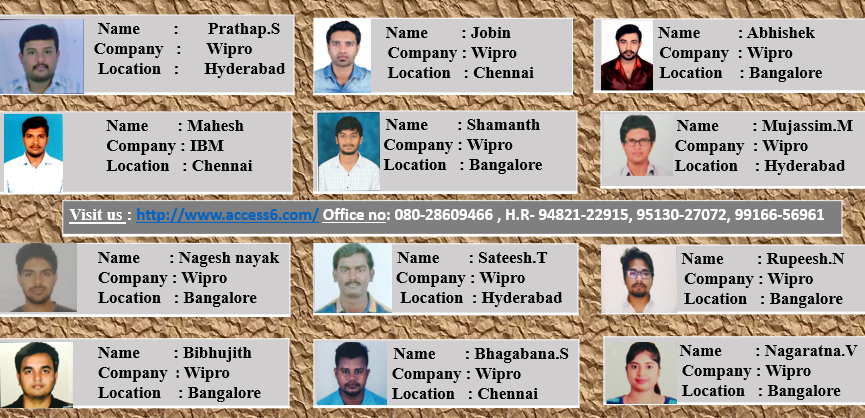 Name : Prathap.S
Company : Wipro
Location : Hyderabad
Name : Jobin
Company : Wipro
Location : Chennai
Name : Abhishek
Company : Wipro
Location : Bangalore
Name : Mahesh
Company : IBM
Location : Chennai
Name : Shamanth
Company : Wipro
Location : Bangalore
Name : Mujassim.M
Company : Wipro
Location : Hyderabad
Visit us : http://www.access6.com/ Office no: 080-28609466 , H.R- 94821-22915, 95130-27072, 99166-56961
Name : Nagesh nayak
Company : Wipro
Location : Bangalore
Name : Sateesh.T
Company : Wipro
Location : Hyderabad
Name : Rupeesh.N
Company : Wipro
Location : Bangalore
Name : Bibhujith
Company : Wipro
Location : Bangalore
Name : Bhagabana.S
Company : Wipro
Location : Chennai
Name : Nagaratna.V
Company : Wipro
Location : Bangalore